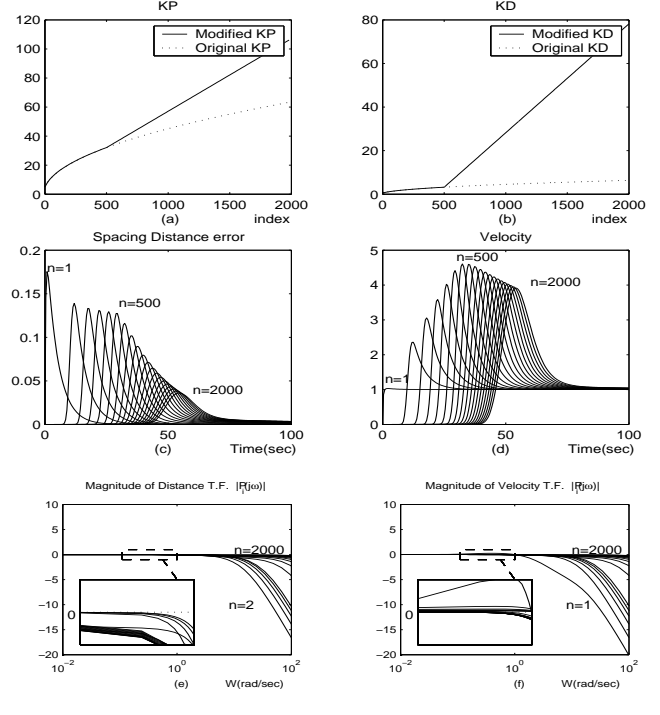 KP
120
100
80
60
40
20
0
Modified KP
Original KP
0 500 1000 1500 2000
(a) index
KD
80
60
40
20
0
Modified KD
Original KD
0 500 1000 1500 2000
(b) index
Spacing Distance error
0.2
0.15
0.1
0.05
0
n=1
n=500
n=2000
0 50 100
(c) Time(sec)
Velocity
5
4
3
2
1
0
n=500
n=2000
n=1
0 50 100
(d) Time(sec)
Magnitude of Distance T.F. |P_i(jω)|
10
5
0
−5
−10
−15
−20
n=2000
0
n=2
10^−2 10^0 10^2
(e) W(rad/sec)
Magnitude of Velocity T.F. |P_i(jω)|
10
5
0
−5
−10
−15
−20
n=2000
0
n=1
10^−2 10^0 10^2
(f) W(rad/sec)